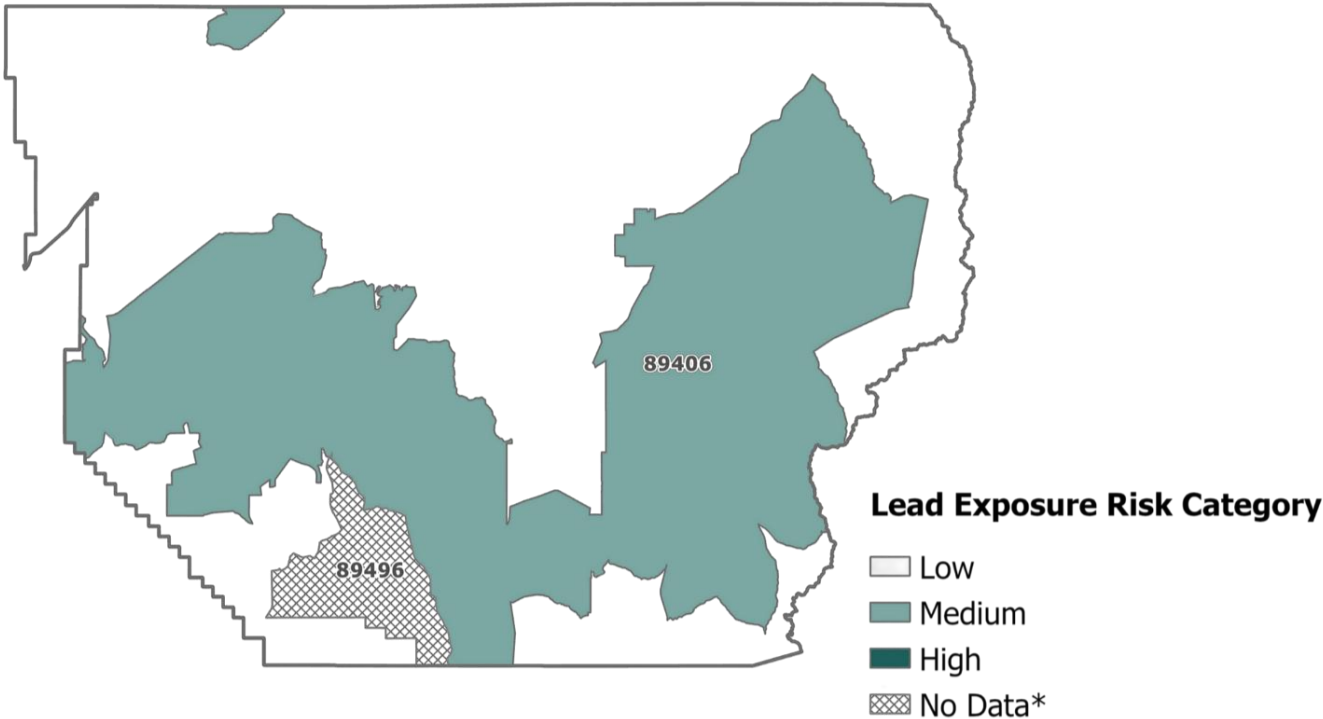 89406
89496
Lead Exposure Risk Category
Low
Medium
High
No Data*